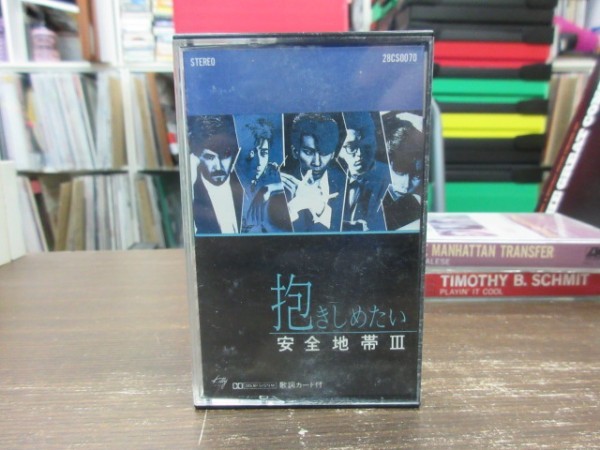 STEREO 28CS0070
抱きしめたい
安全地帯III
歌詞カード付
MANHATTAN TRANSFER
TIMOTHY B. SCHMIT
PLAYIN' IT COOL